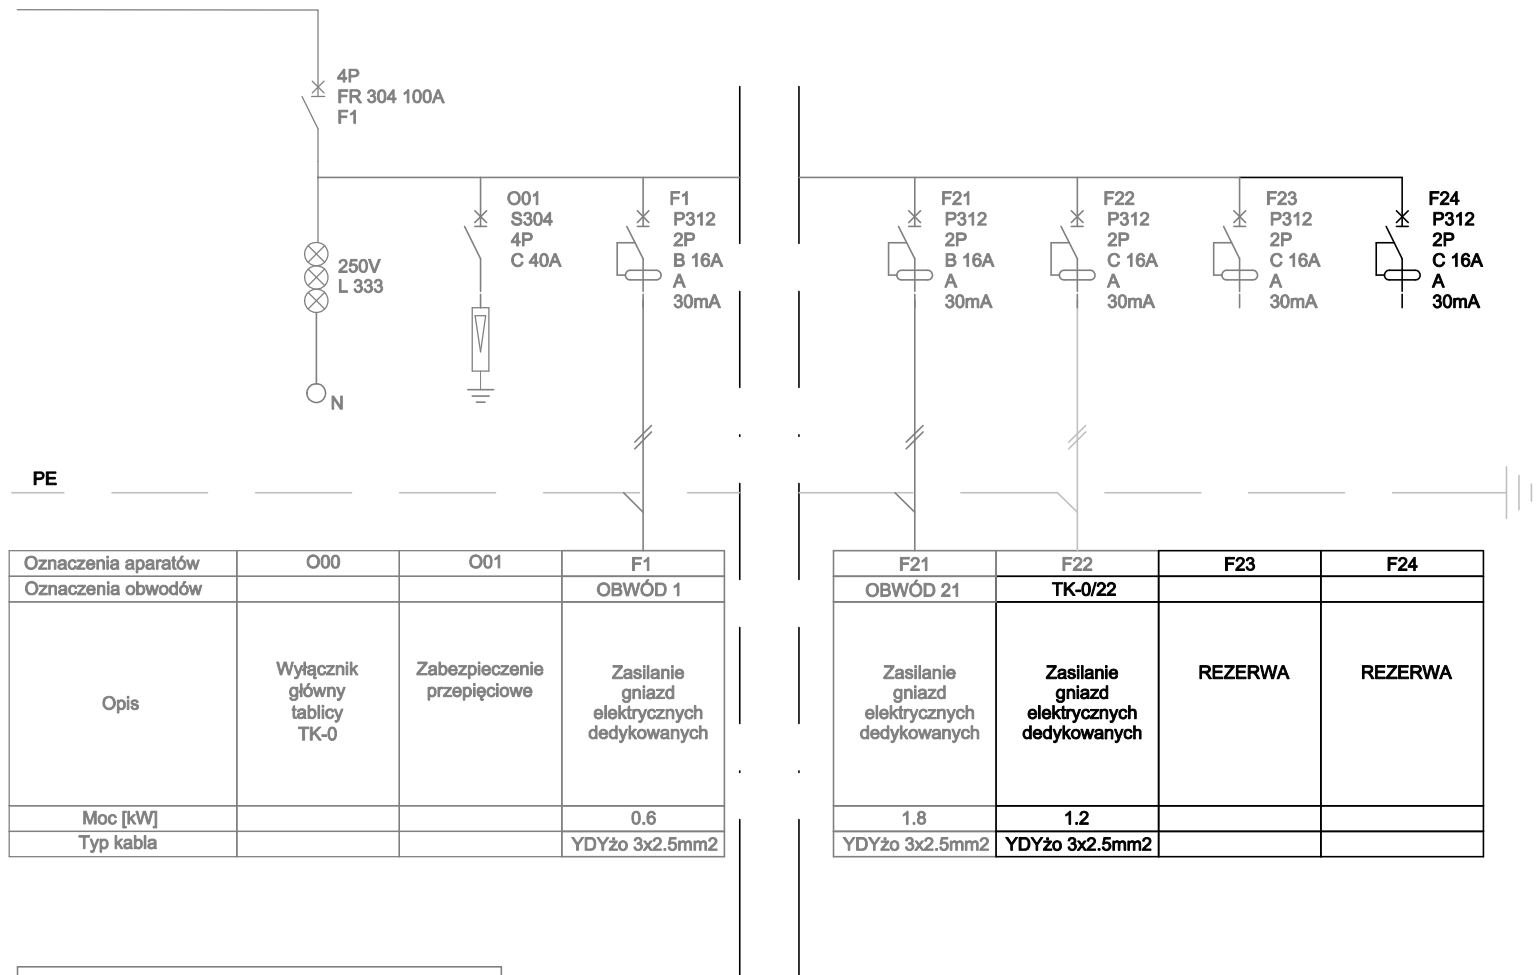 4P
FR 304 100A
F1
250V
L 333
N
O01
S304
4P
C 40A
F1
P312
2P
B 16A
A
30mA
F21
P312
2P
B 16A
A
30mA
F22
P312
2P
C 16A
A
30mA
F23
P312
2P
C 16A
A
30mA
F24
P312
2P
C 16A
A
30mA
PE
Oznaczenia aparatów O00 O01 F1 F21 F22 F23 F24
Oznaczenia obwodów OBWÓD 1 OBWÓD 21 TK-0/22
Opis
Wyłącznik
główny
tablicy
TK-0
Zabezpieczenie
przepięciowe
Zasilanie
gniazd
elektrycznych
dedykowanych
Zasilanie
gniazd
elektrycznych
dedykowanych
Zasilanie
gniazd
elektrycznych
dedykowanych
REZERWA
REZERWA
Moc [kW] 0.6 1.8 1.2
Typ kabla YDYżo 3x2.5mm2 YDYżo 3x2.5mm2 YDYżo 3x2.5mm2